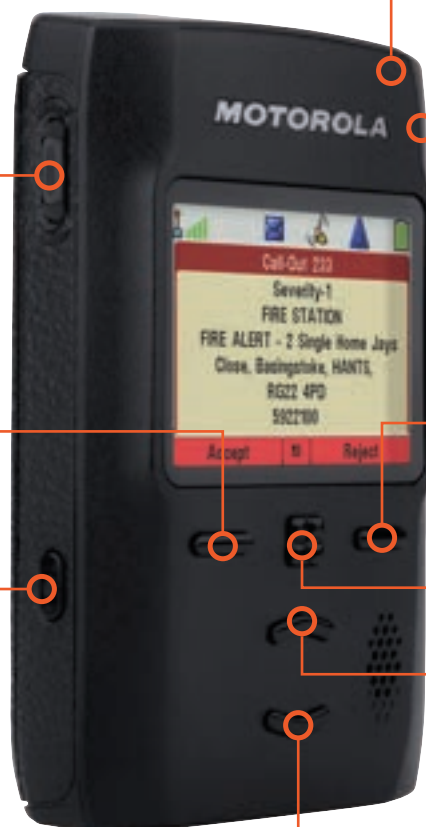 MOTOROLA
Call-Out 233
Severity-1
FIRE STATION
FIRE ALERT - 2 Single Home Jays
Close, Basingstoke, HANTS,
RG22 4PD
5922100
Accept Reject